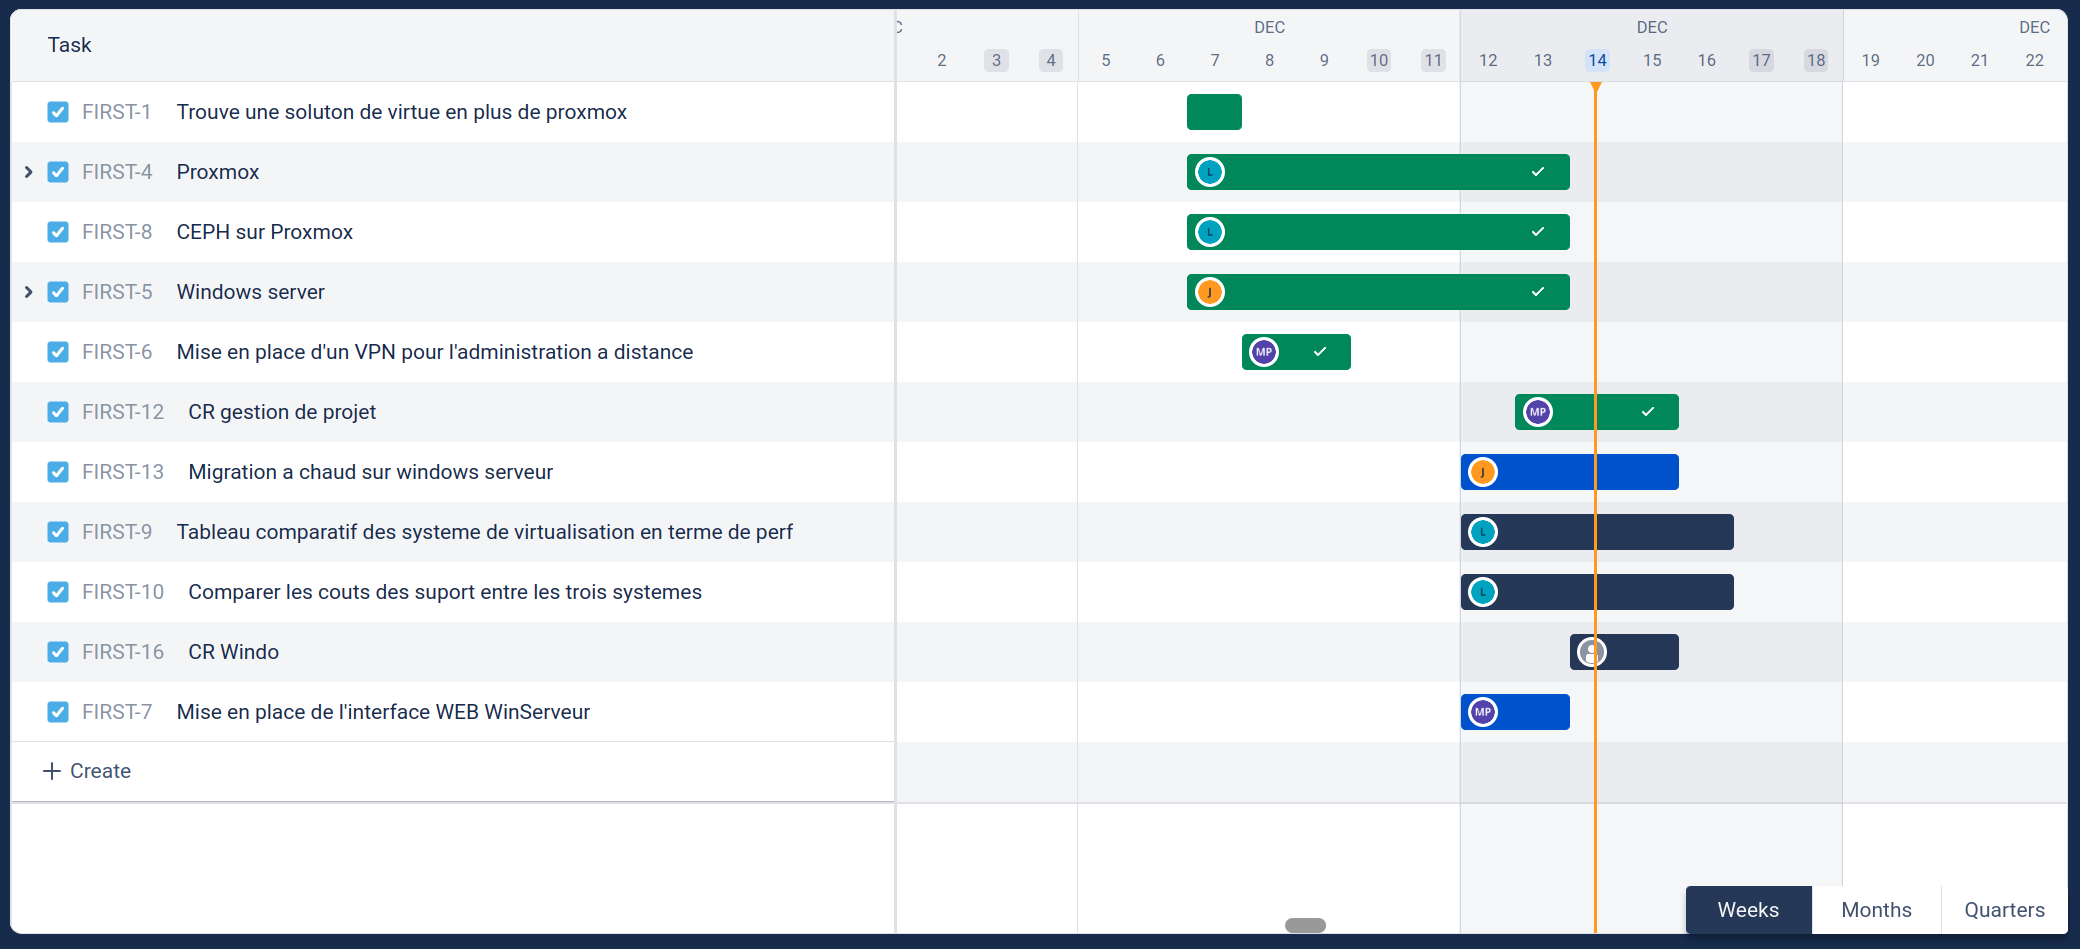 Task
C DEC DEC DEC
2 3 4 5 6 7 8 9 10 11 12 13 14 15 16 17 18 19 20 21 22
FIRST-1 Trouve une soluton de virtue en plus de proxmox
FIRST-4 Proxmox L
FIRST-8 CEPH sur Proxmox L
FIRST-5 Windows server J
FIRST-6 Mise en place d'un VPN pour l'administration a distance MP
FIRST-12 CR gestion de projet MP
FIRST-13 Migration a chaud sur windows serveur J
FIRST-9 Tableau comparatif des systeme de virtualisation en terme de perf L
FIRST-10 Comparer les couts des suport entre les trois systemes L
FIRST-16 CR Windo
FIRST-7 Mise en place de l'interface WEB WinServeur MP
Create
Weeks Months Quarters